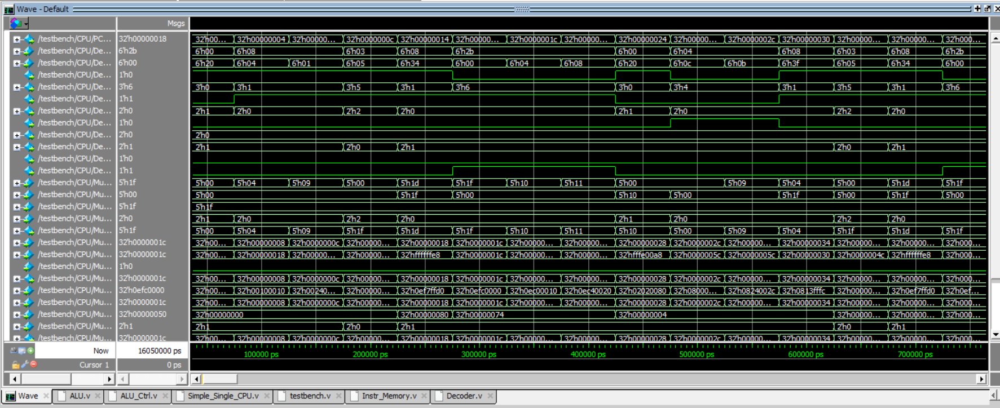 Wave - Default
Msgs
/testbench/CPU/PC... 32'h00000018 32'h00... 32'h00000004 32'h00000... 32'h0000000c 32'h00000014 32'h00000... 32'h0000001c 32'h00000... 32'h00000024 32'h00000... 32'h0000002c 32'h00000030 32'h00000... 32'h00000... 32'h000...
/testbench/CPU/De... 6'h2b 6'h00 6'h08 6'h03 6'h08 6'h2b 6'h00 6'h04 6'h08 6'h03 6'h08 6'h2b
/testbench/CPU/De... 6'h00 6'h20 6'h04 6'h01 6'h05 6'h34 6'h00 6'h04 6'h08 6'h20 6'h0c 6'h0b 6'h3f 6'h05 6'h34 6'h00
/testbench/CPU/De... 1'h0
/testbench/CPU/De... 3'h6 3'h0 3'h1 3'h5 3'h1 3'h6 3'h0 3'h4 3'h1 3'h5 3'h1 3'h6
/testbench/CPU/De... 1'h1
/testbench/CPU/De... 2'h0 2'h1 2'h0 2'h2 2'h0 2'h1 2'h0 2'h2 2'h0
/testbench/CPU/De... 1'h0
/testbench/CPU/De... 2'h0 2'h0
/testbench/CPU/De... 2'h1 2'h1 2'h0 2'h1 2'h0 2'h1
/testbench/CPU/De... 1'h0
/testbench/CPU/De... 1'h1
/testbench/CPU/Mu... 5'h1f 5'h00 5'h04 5'h09 5'h00 5'h1d 5'h1f 5'h10 5'h11 5'h00 5'h09 5'h04 5'h00 5'h1d 5'h1f
/testbench/CPU/Mu... 5'h00 5'h00 5'h1f 5'h00 5'h10 5'h00 5'h1f 5'h00 5'h1f 5'h00
/testbench/CPU/Mu... 5'h1f 5'h1f
/testbench/CPU/Mu... 2'h0 2'h1 2'h0 2'h2 2'h0 2'h1 2'h0 2'h2 2'h0
/testbench/CPU/Mu... 5'h1f 5'h00 5'h04 5'h09 5'h1f 5'h1d 5'h1f 5'h10 5'h11 5'h10 5'h00 5'h09 5'h04 5'h1f 5'h1d 5'h1f
/testbench/CPU/Mu... 32'h0000001c 32'h00... 32'h00000008 32'h0000000c 32'h00000... 32'h00000018 32'h0000001c 32'h00000... 32'h00000... 32'h00000028 32'h0000002c 32'h00000... 32'h00000034 32'h00000... 32'h00000... 32'h000...
/testbench/CPU/Mu... 32'h0000001c 32'h00... 32'h00000018 32'h00000... 32'h00000... 32'hffffffe8 32'h0000001c 32'h00000... 32'h00000... 32'hfffe00a8 32'h0000005c 32'h0000005c 32'h00000030 32'h0000004c 32'hffffffe8 32'h000...
/testbench/CPU/Mu... 1'h0
/testbench/CPU/Mu... 32'h0000001c 32'h00... 32'h00000008 32'h0000000c 32'h00000... 32'h00000018 32'h0000001c 32'h00000... 32'h00000... 32'h00000028 32'h0000002c 32'h00000... 32'h00000034 32'h00000... 32'h00000... 32'h000...
/testbench/CPU/Mu... 32'h0efc0000 32'h00... 32'h00100010 32'h00240... 32'h00000... 32'h0ef7ffd0 32'h0efc0000 32'h0ec00010 32'h0ec40020 32'h02020080 32'h08000... 32'h0824002c 32'h0813fffc 32'h00000... 32'h0ef7ffd0 32'h0ef...
/testbench/CPU/Mu... 32'h0000001c 32'h00... 32'h00000008 32'h0000000c 32'h00000... 32'h00000018 32'h0000001c 32'h00000... 32'h00000... 32'h00000028 32'h0000002c 32'h00000... 32'h00000034 32'h00000... 32'h00000... 32'h000...
/testbench/CPU/Mu... 32'h00000050 32'h00000000 32'h00000080 32'h00000074 32'h00000004 32'h00000... 32'h00000... 32'h000...
/testbench/CPU/Mu... 2'h1 2'h1 2'h0 2'h1 2'h0 2'h1
/testbench/CPU/Mu... 32'h0000001c 32'h00... 32'h00000008 32'h0000000c 32'h00000... 32'h00000018 32'h0000001c 32'h00000... 32'h00000... 32'h00000028 32'h0000002c 32'h00000... 32'h00000034 32'h00000... 32'h00000... 32'h000...
Now 16050000 ps 100000 ps 200000 ps 300000 ps 400000 ps 500000 ps 600000 ps 700000 ps
Cursor 1 0 ps
Wave ALU.v ALU_Ctrl.v Simple_Single_CPU.v testbench.v Instr_Memory.v Decoder.v